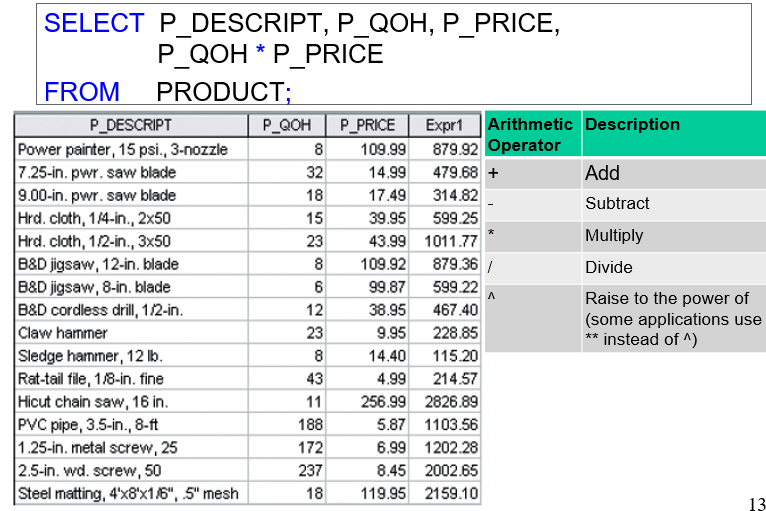 SELECT P_DESCRIPT, P_QOH, P_PRICE,
P_QOH * P_PRICE
FROM PRODUCT;
P_DESCRIPT P_QOH P_PRICE Expr1
Power painter, 15 psi., 3-nozzle 8 109.99 879.92
7.25-in. pwr. saw blade 32 14.99 479.68
9.00-in. pwr. saw blade 18 17.49 314.82
Hrd. cloth, 1/4-in., 2x50 15 39.95 599.25
Hrd. cloth, 1/2-in., 3x50 23 43.99 1011.77
B&D jigsaw, 12-in. blade 8 109.92 879.36
B&D jigsaw, 8-in. blade 6 99.87 599.22
B&D cordless drill, 1/2-in. 12 38.95 467.40
Claw hammer 23 9.95 228.85
Sledge hammer, 12 lb. 8 14.40 115.20
Rat-tail file, 1/8-in. fine 43 4.99 214.57
Hicut chain saw, 16 in. 11 256.99 2826.89
PVC pipe, 3.5-in., 8-ft 188 5.87 1103.56
1.25-in. metal screw, 25 172 6.99 1202.28
2.5-in. wd. screw, 50 237 8.45 2002.65
Steel matting, 4'x8'x1/6", .5" mesh 18 119.95 2159.10
Arithmetic Description
Operator
+ Add
- Subtract
* Multiply
/ Divide
^ Raise to the power of
(some applications use
** instead of ^)
13